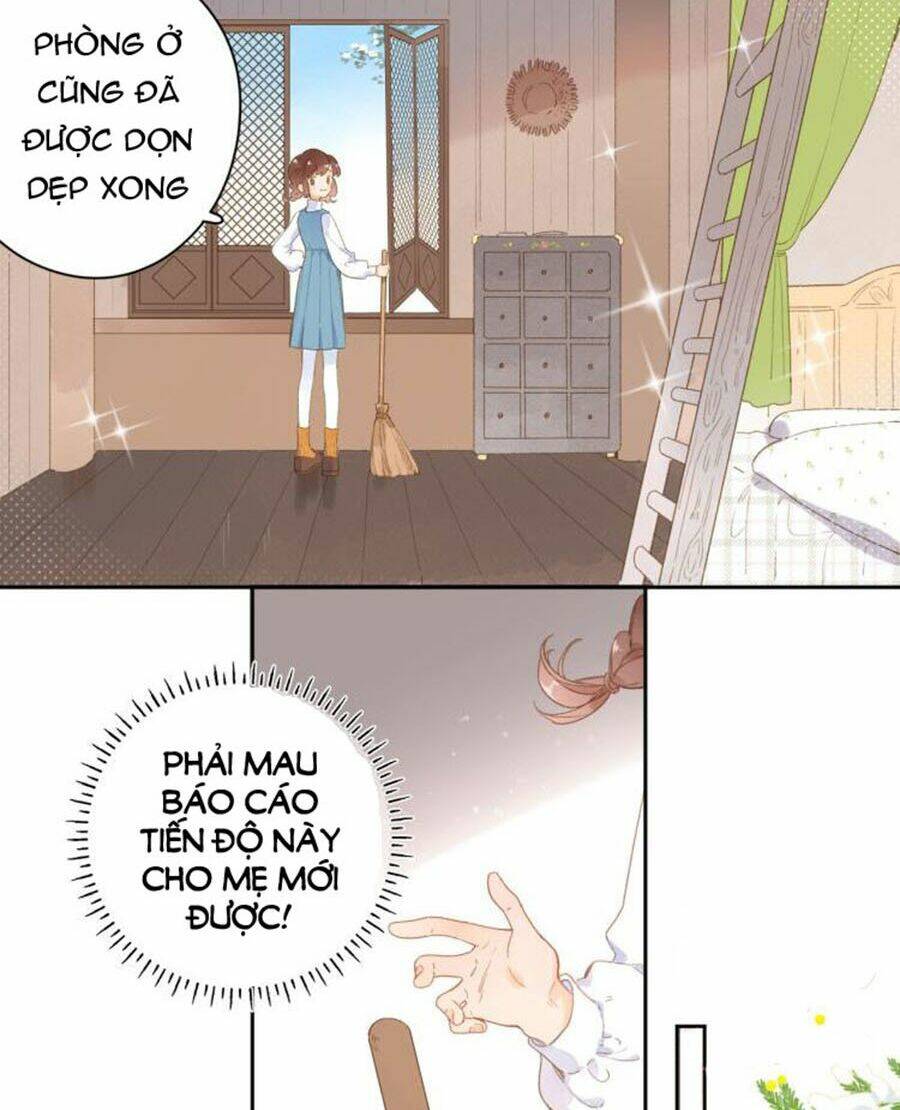 PHÒNG Ở
CŨNG ĐÃ
ĐƯỢC DỌN
DẸP XONG
PHẢI MAU
BÁO CÁO
TIẾN ĐỘ NÀY
CHO MẸ MỚI
ĐƯỢC!